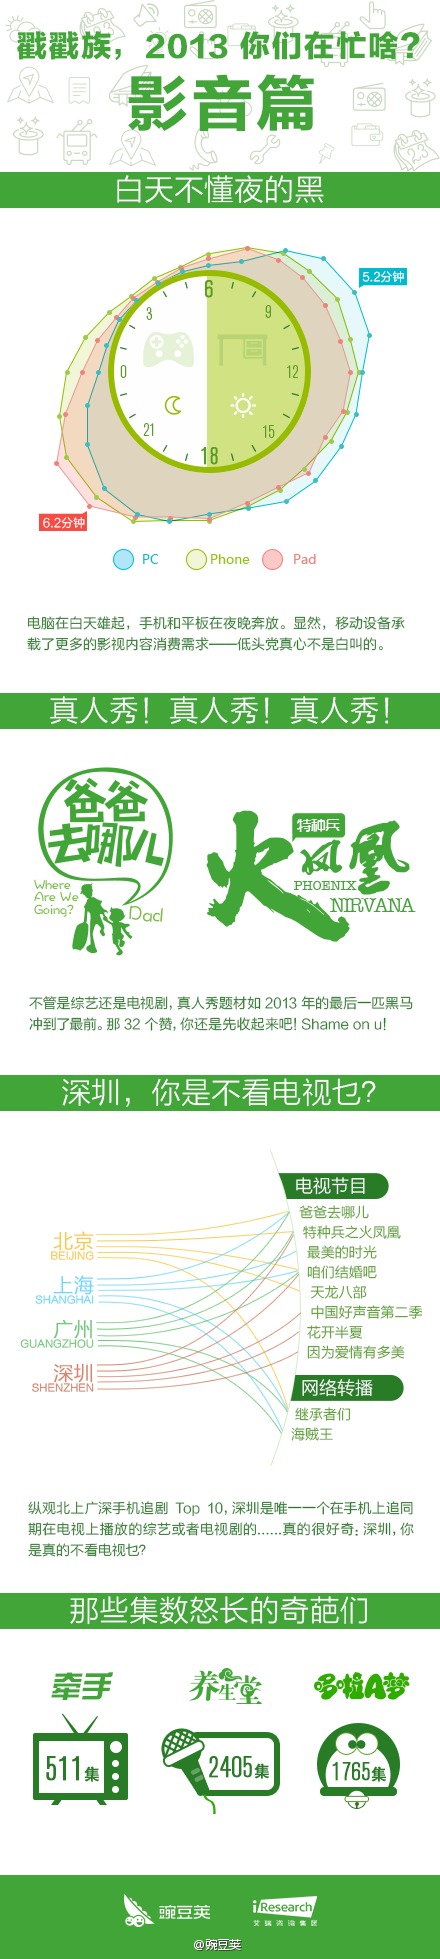 戳戳族，2013 你们在忙啥？
影音篇
23
白天不懂夜的黑
5.2分钟
6
3
9
0
12
21
15
18
6.2分钟
PC
Phone
Pad
电脑在白天雄起，手机和平板在夜晚奔放。显然，移动设备承
载了更多的影视内容消费需求——低头党真心不是白叫的。
真人秀！真人秀！真人秀！
爸爸
去哪儿
Where
Are We
Going?
Dad
特种兵
火凤凰
PHOENIX
NIRVANA
不管是综艺还是电视剧，真人秀题材如 2013 年的最后一匹黑马
冲到了最前。那 32 个赞，你还是先收起来吧！Shame on u！
深圳，你是不看电视乜？
电视节目
爸爸去哪儿
特种兵之火凤凰
最美的时光
咱们结婚吧
天龙八部
中国好声音第二季
花开半夏
因为爱情有多美
网络转播
继承者们
海贼王
北京
BEIJING
上海
SHANGHAI
广州
GUANGZHOU
深圳
SHENZHEN
纵观北上广深手机追剧 Top 10，深圳是唯一一个在手机上追同
期在电视上播放的综艺或者电视剧的……真的很好奇：深圳，你
是真的不看电视乜？
那些集数怒长的奇葩们
牵手
养生堂
哆啦A梦
511集
2405集
1765集
豌豆荚
iResearch
艾瑞咨询集团
@豌豆荚